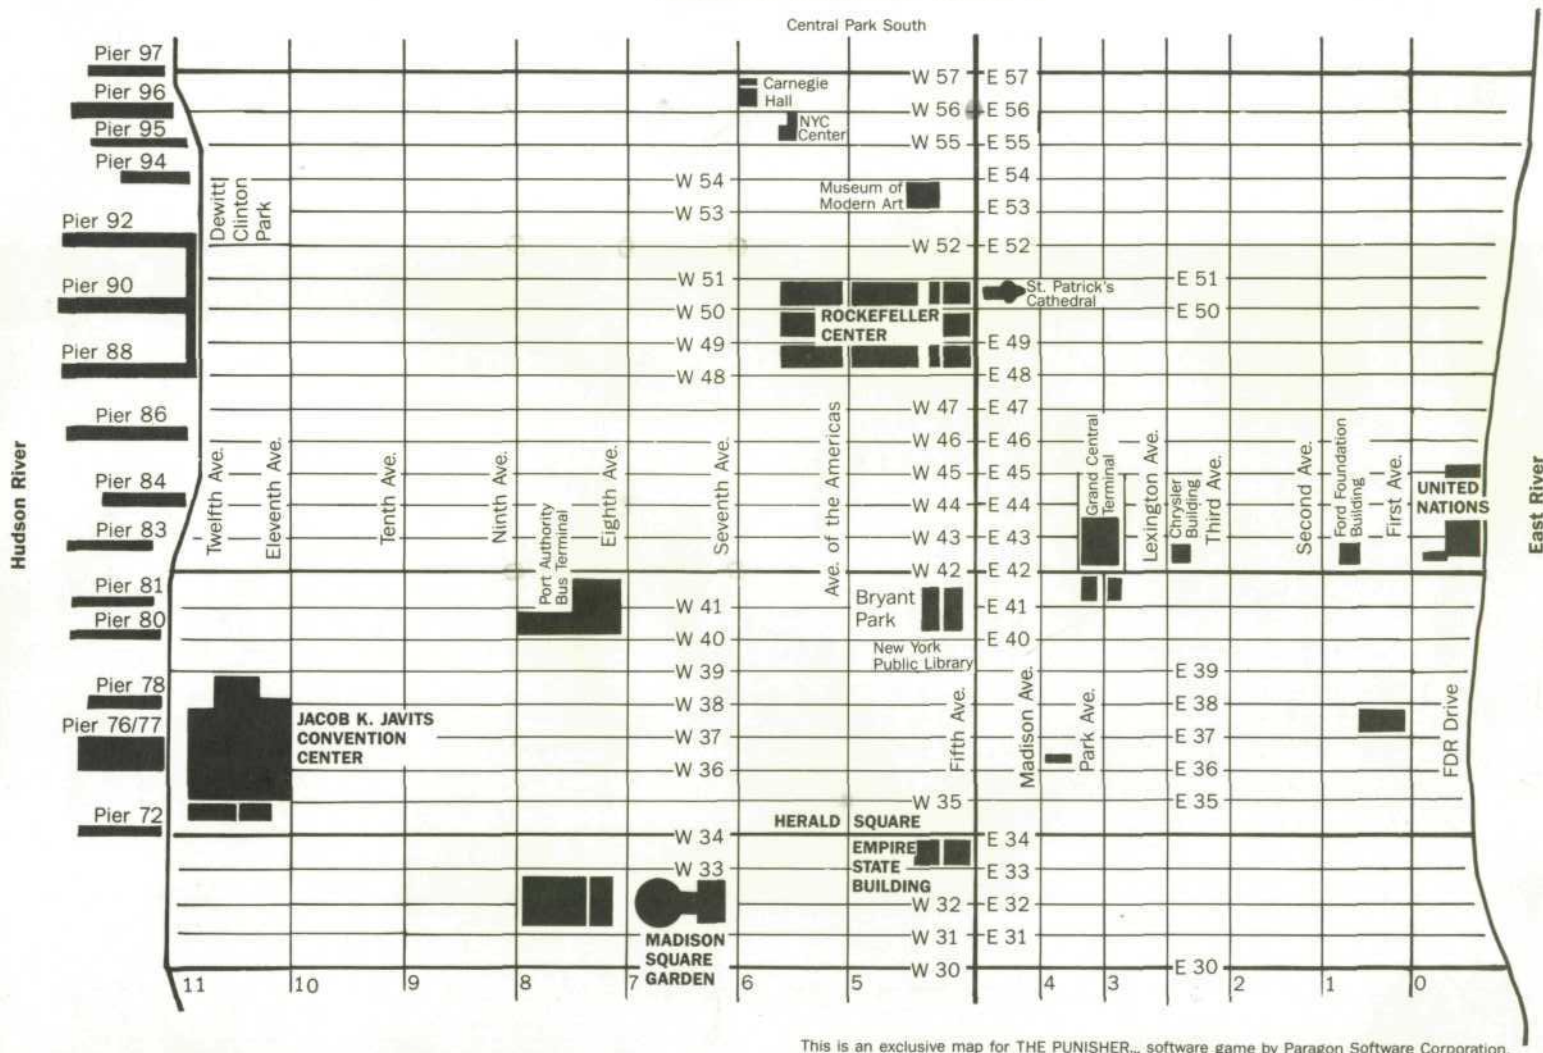 Central Park South
Pier 97
Pier 96
Pier 95
Pier 94
Pier 92
Pier 90
Pier 88
Pier 86
Pier 84
Pier 83
Pier 81
Pier 80
Pier 78
Pier 76/77
Pier 72
Hudson River
East River
Dewitt
Clinton
Park
Carnegie
Hall
NYC
Center
Museum of
Modern Art
W 57 E 57
W 56 E 56
W 55 E 55
W 54 E 54
W 53 E 53
W 52 E 52
W 51 E 51
W 50 E 50
W 49 E 49
W 48 E 48
W 47 E 47
W 46 E 46
W 45 E 45
W 44 E 44
W 43 E 43
W 42 E 42
W 41 E 41
W 40 E 40
W 39 E 39
W 38 E 38
W 37 E 37
W 36 E 36
W 35 E 35
W 34 E 34
W 33 E 33
W 32 E 32
W 31 E 31
W 30 E 30
St. Patrick's
Cathedral
ROCKEFELLER
CENTER
Twelfth Ave.
Eleventh Ave.
Tenth Ave.
Ninth Ave.
Port Authority
Bus Terminal
Eighth Ave.
Seventh Ave.
Ave. of the Americas
Grand Central
Terminal
Lexington Ave.
Chrysler
Building
Third Ave.
Second Ave.
Ford Foundation
Building
First Ave.
UNITED
NATIONS
Bryant
Park
New York
Public Library
Fifth Ave.
Madison Ave.
Park Ave.
FDR Drive
JACOB K. JAVITS
CONVENTION
CENTER
HERALD SQUARE
EMPIRE
STATE
BUILDING
MADISON
SQUARE
GARDEN
11 10 9 8 7 6 5 4 3 2 1 0
This is an exclusive map for THE PUNISHER... software game by Paragon Software Corporation.